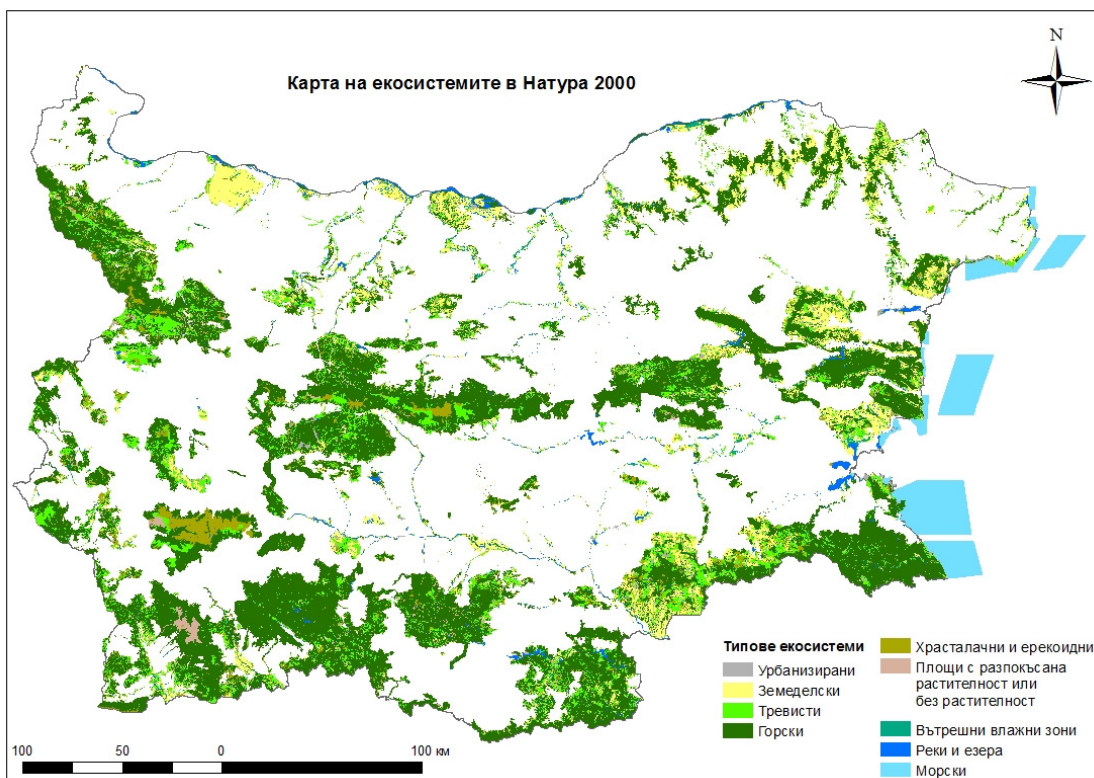 N
Карта на екосистемите в Натура 2000
Типове екосистеми
Урбанизирани
Земеделски
Тревисти
Горски
Храсталачни и ерекоидни
Площи с разпокъсана
растителност или
без растителност
Вътрешни влажни зони
Реки и езера
Морски
100 50 0 100 км